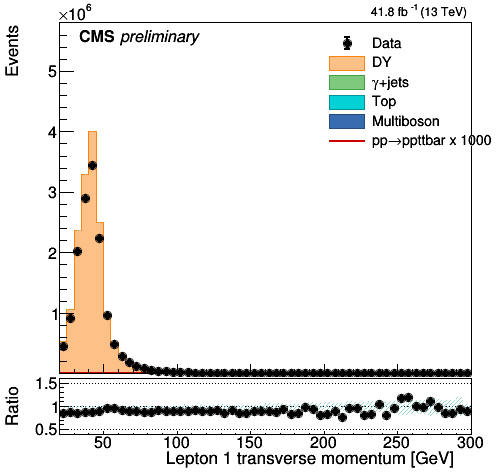 ×10⁶
41.8 fb⁻¹ (13 TeV)
CMS preliminary
Events
Data
DY
γ+jets
Top
Multiboson
pp→ppttbar x 1000
5
4
3
2
1
Ratio
1.5
1
0.5
50 100 150 200 250 300
Lepton 1 transverse momentum [GeV]